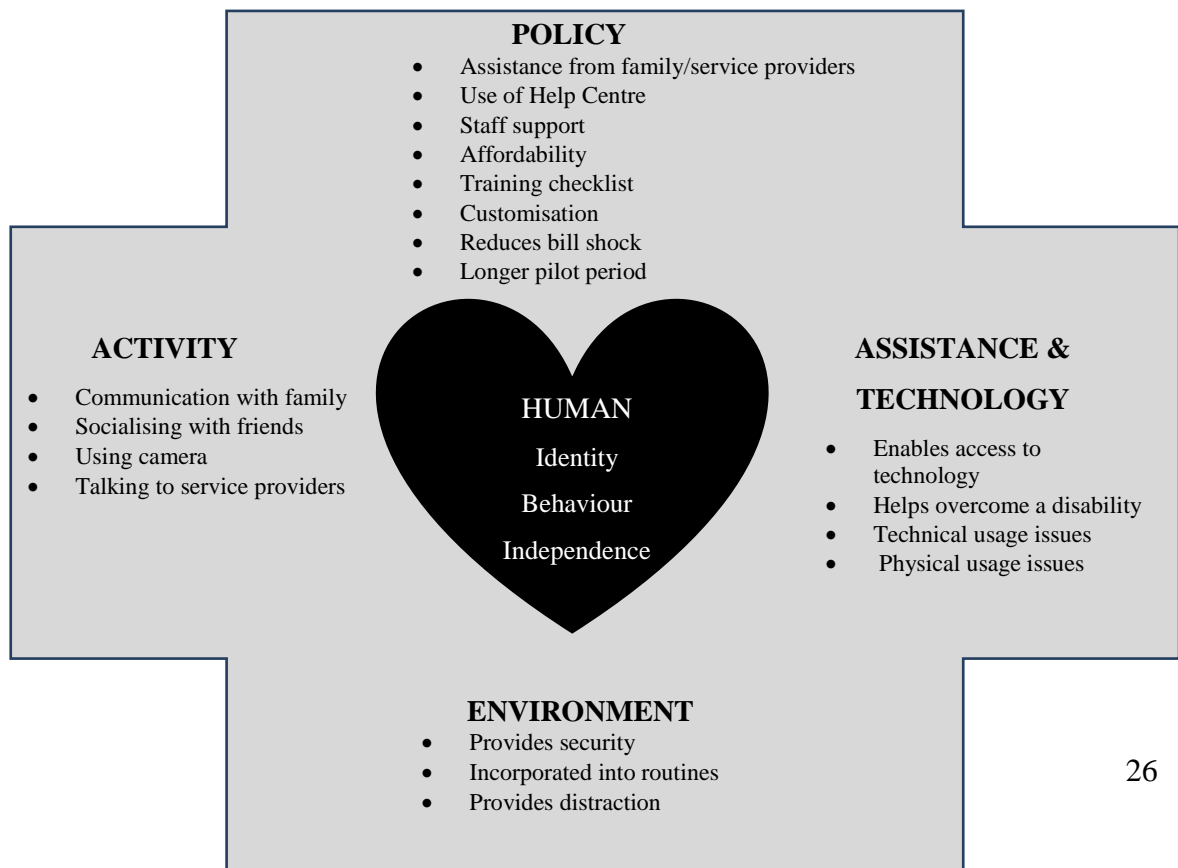 POLICY
• Assistance from family/service providers
• Use of Help Centre
• Staff support
• Affordability
• Training checklist
• Customisation
• Reduces bill shock
• Longer pilot period
ACTIVITY
• Communication with family
• Socialising with friends
• Using camera
• Talking to service providers
HUMAN
Identity
Behaviour
Independence
ASSISTANCE &
TECHNOLOGY
• Enables access to
technology
• Helps overcome a disability
• Technical usage issues
• Physical usage issues
ENVIRONMENT
• Provides security
• Incorporated into routines
• Provides distraction
26